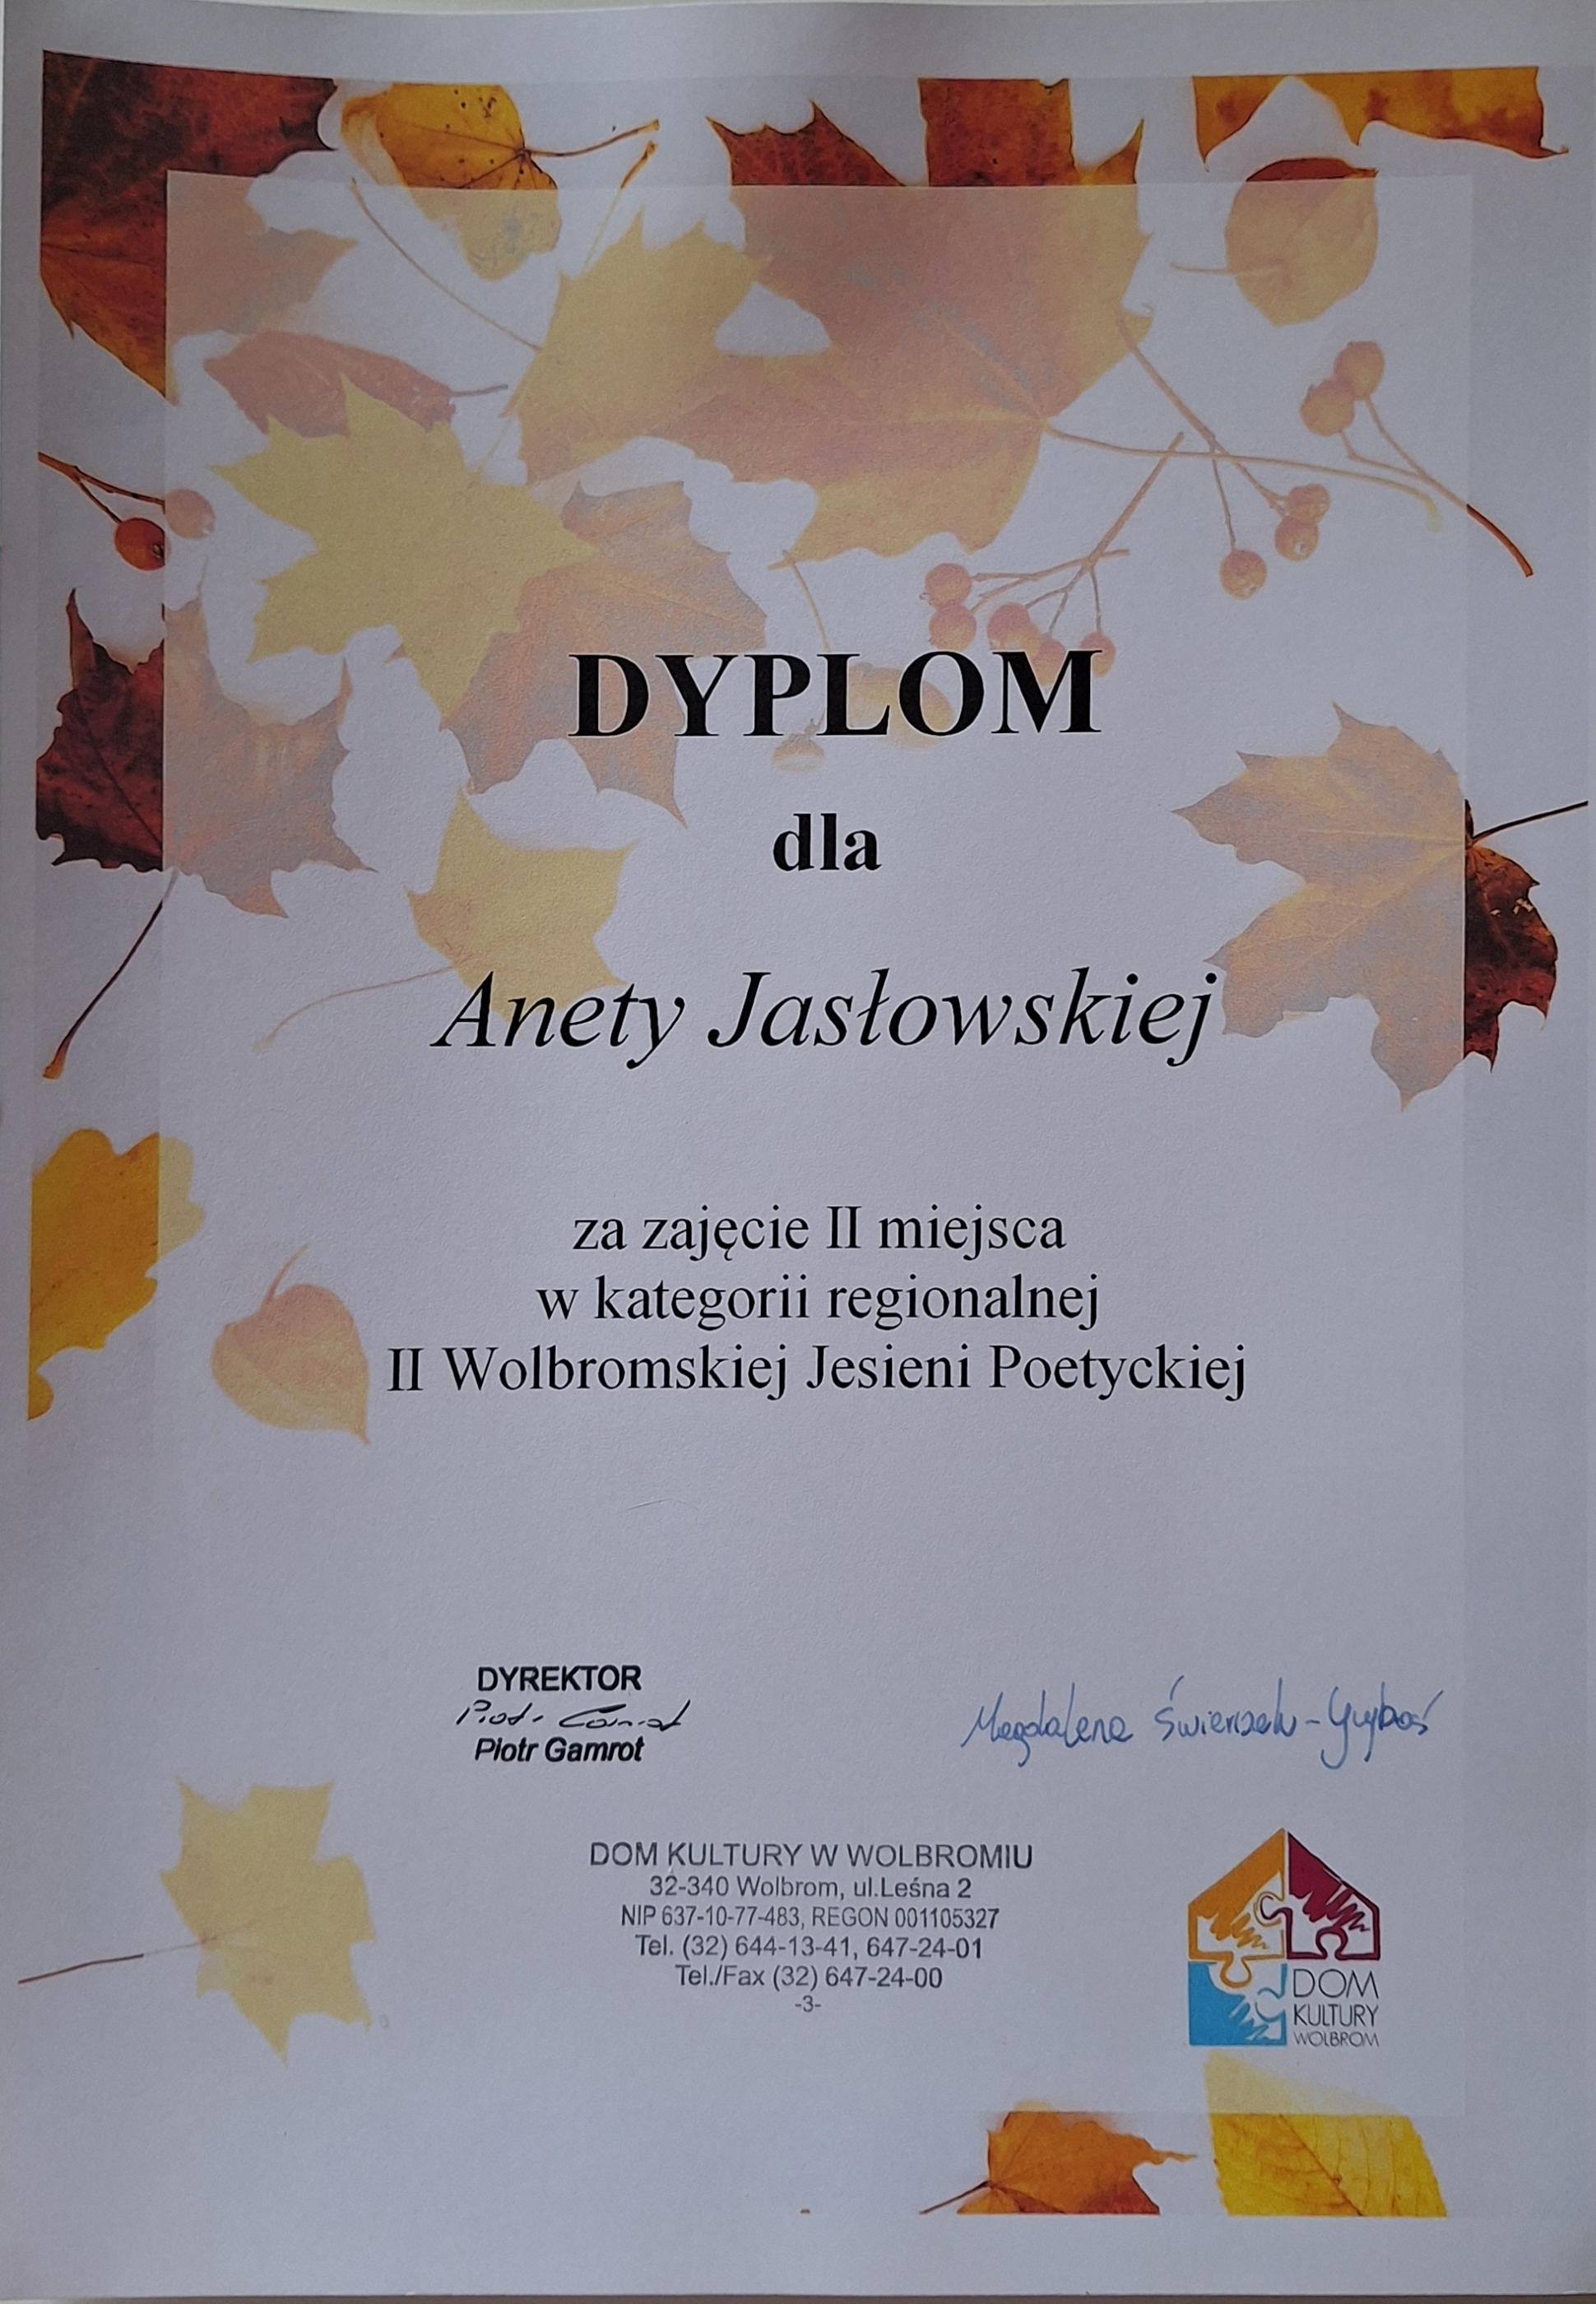 DYPLOM
dla
Anety Jasłowskiej
za zajęcie II miejsca
w kategorii regionalnej
II Wolbromskiej Jesieni Poetyckiej
DYREKTOR
Piotr Gamrot
Piotr Gamrot
Magdalena
DOM KULTURY W WOLBROMIU
32-340 Wolbrom, ul.Leśna 2
NIP 637-10-77-483, REGON 001105327
Tel. (32) 644-13-41, 647-24-01
Tel./Fax (32) 647-24-00
-3-
DOM
KULTURY
WOLBROM